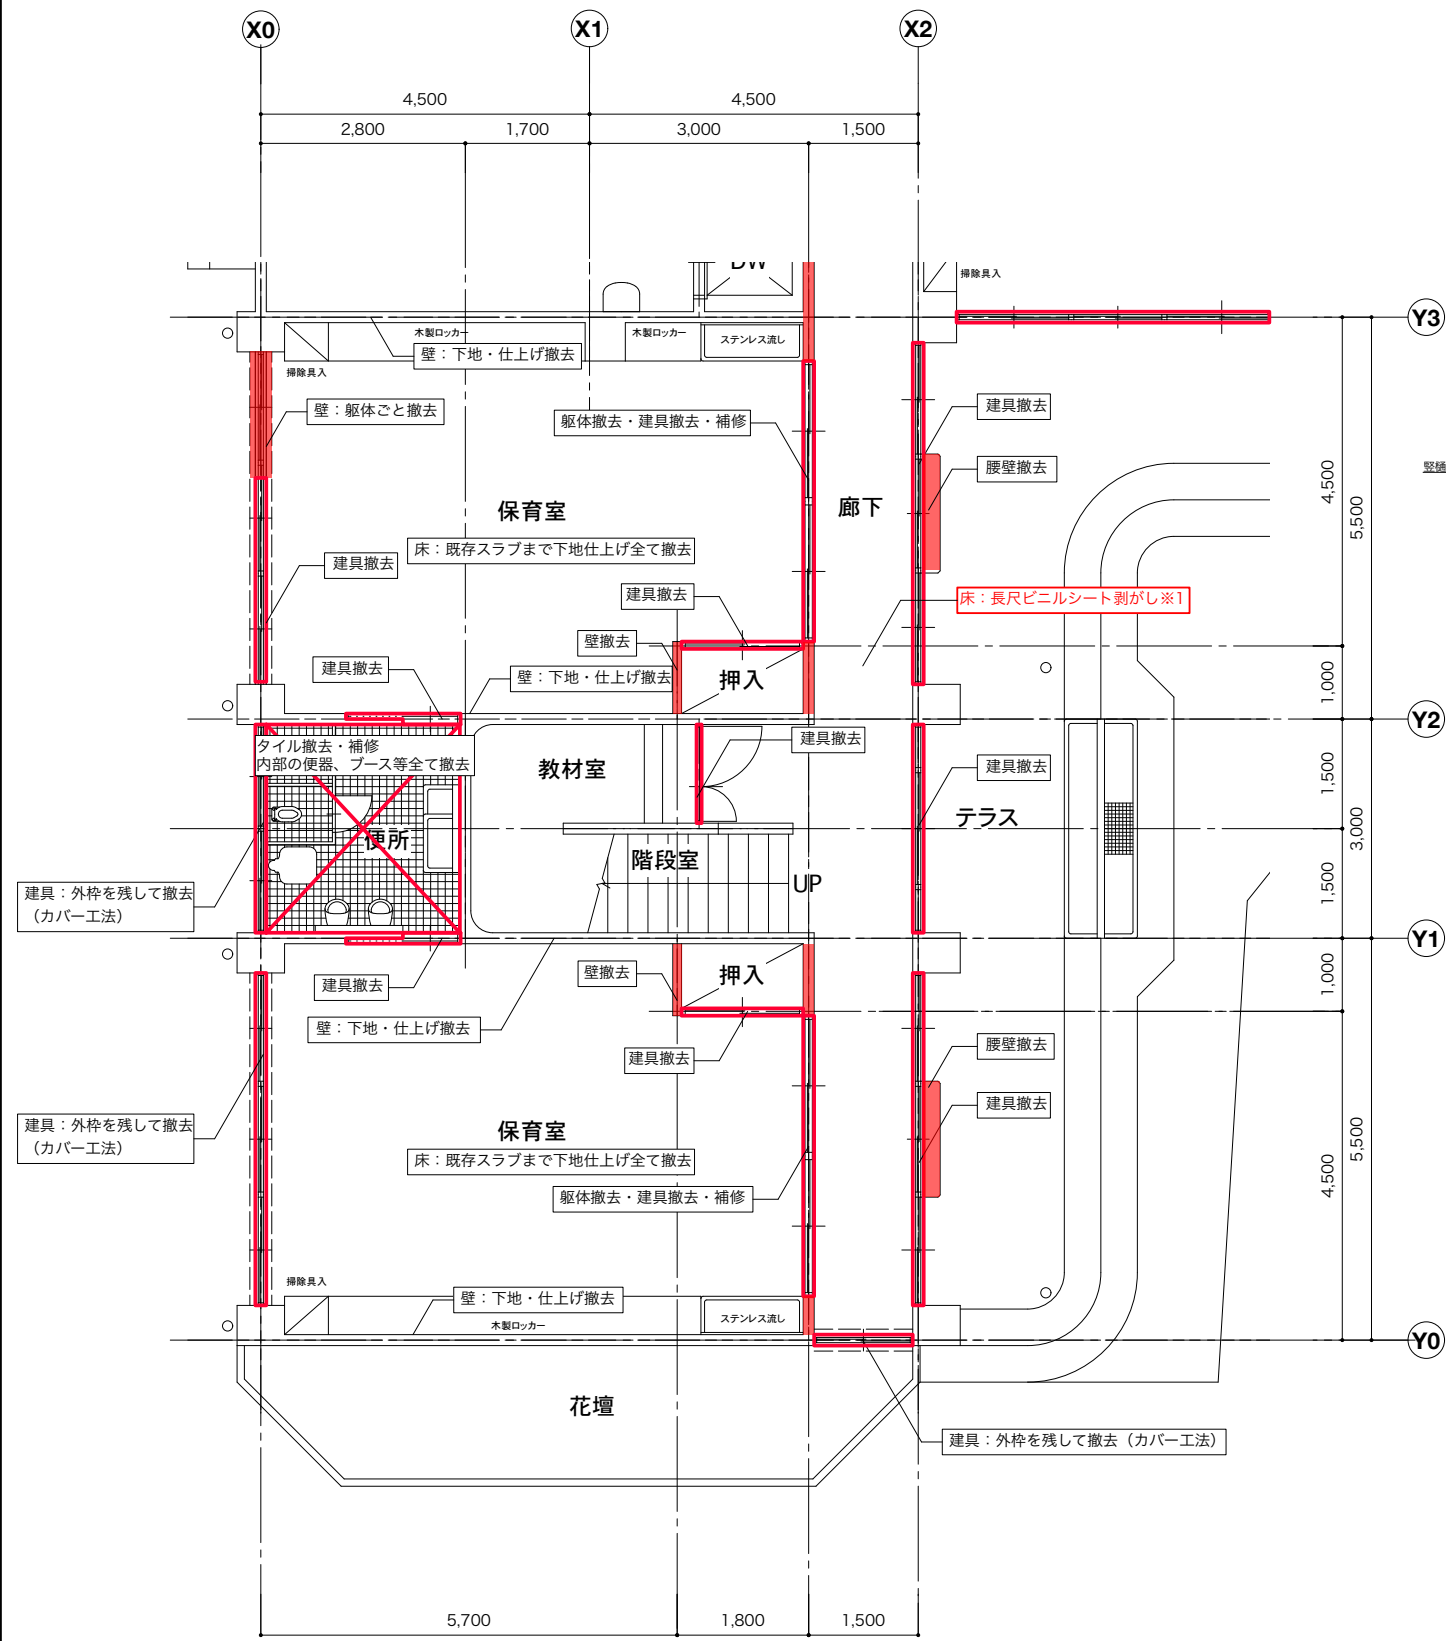 X0
X1
X2
4,500
4,500
2,800
1,700
3,000
1,500
DW
掃除具入
Y3
木製ロッカー
木製ロッカー
ステンレス流し
壁：下地・仕上げ撤去
掃除具入
壁：躯体ごと撤去
躯体撤去・建具撤去・補修
建具撤去
腰壁撤去
竪樋
4,500
5,500
保育室
廊下
床：既存スラブまで下地仕上げ全て撤去
建具撤去
建具撤去
床：長尺ビニルシート剥がし※1
壁撤去
建具撤去
壁：下地・仕上げ撤去
押入
1,000
Y2
タイル撤去・補修
内部の便器、ブース等全て撤去
建具撤去
教材室
建具撤去
1,500
テラス
3,000
便所
階段室
UP
1,500
建具：外枠を残して撤去
（カバー工法）
Y1
押入
壁撤去
建具撤去
1,000
壁：下地・仕上げ撤去
建具撤去
腰壁撤去
建具撤去
建具：外枠を残して撤去
（カバー工法）
保育室
床：既存スラブまで下地仕上げ全て撤去
5,500
4,500
躯体撤去・建具撤去・補修
掃除具入
壁：下地・仕上げ撤去
木製ロッカー
ステンレス流し
Y0
花壇
建具：外枠を残して撤去（カバー工法）
5,700
1,800
1,500